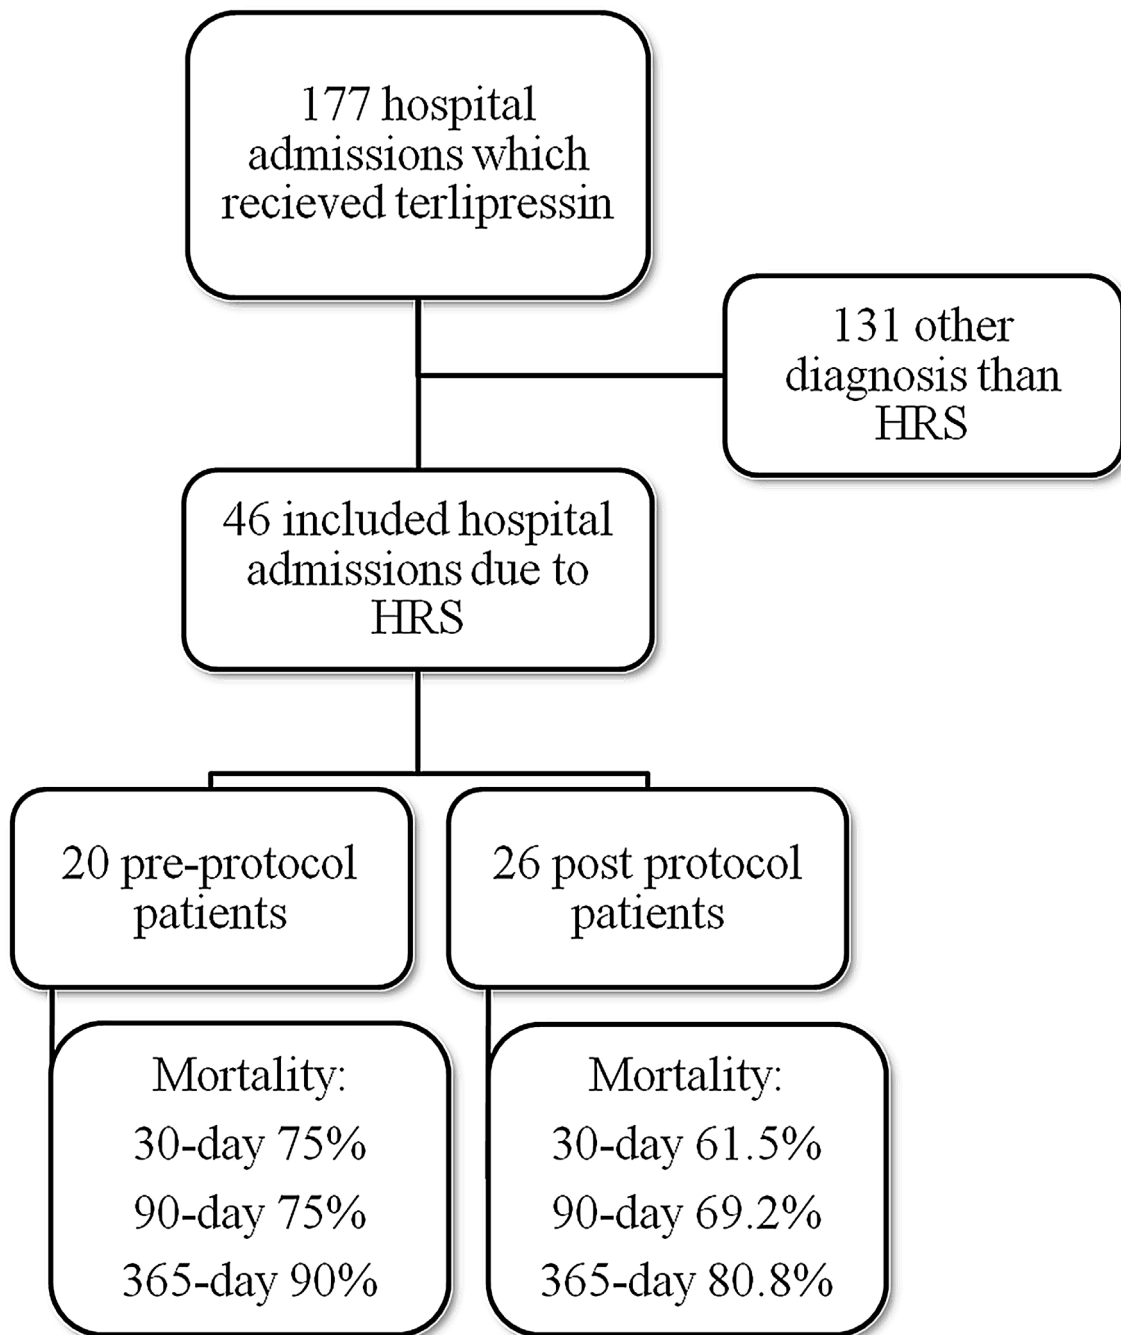 177 hospital
admissions which
recieved terlipressin
131 other
diagnosis than
HRS
46 included hospital
admissions due to
HRS
20 pre-protocol
patients
26 post protocol
patients
Mortality:
30-day 75%
90-day 75%
365-day 90%
Mortality:
30-day 61.5%
90-day 69.2%
365-day 80.8%